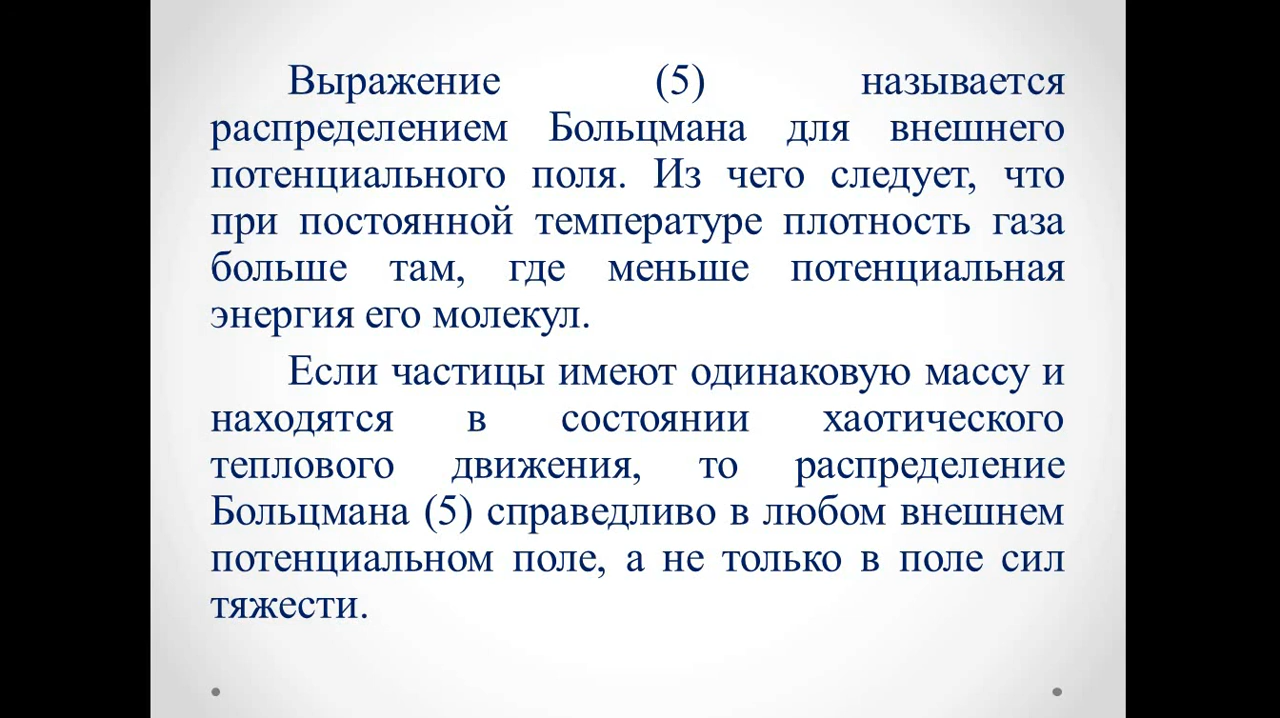 Выражение (5) называется
распределением Больцмана для внешнего
потенциального поля. Из чего следует, что
при постоянной температуре плотность газа
больше там, где меньше потенциальная
энергия его молекул.
Если частицы имеют одинаковую массу и
находятся в состоянии хаотического
теплового движения, то распределение
Больцмана (5) справедливо в любом внешнем
потенциальном поле, а не только в поле сил
тяжести.